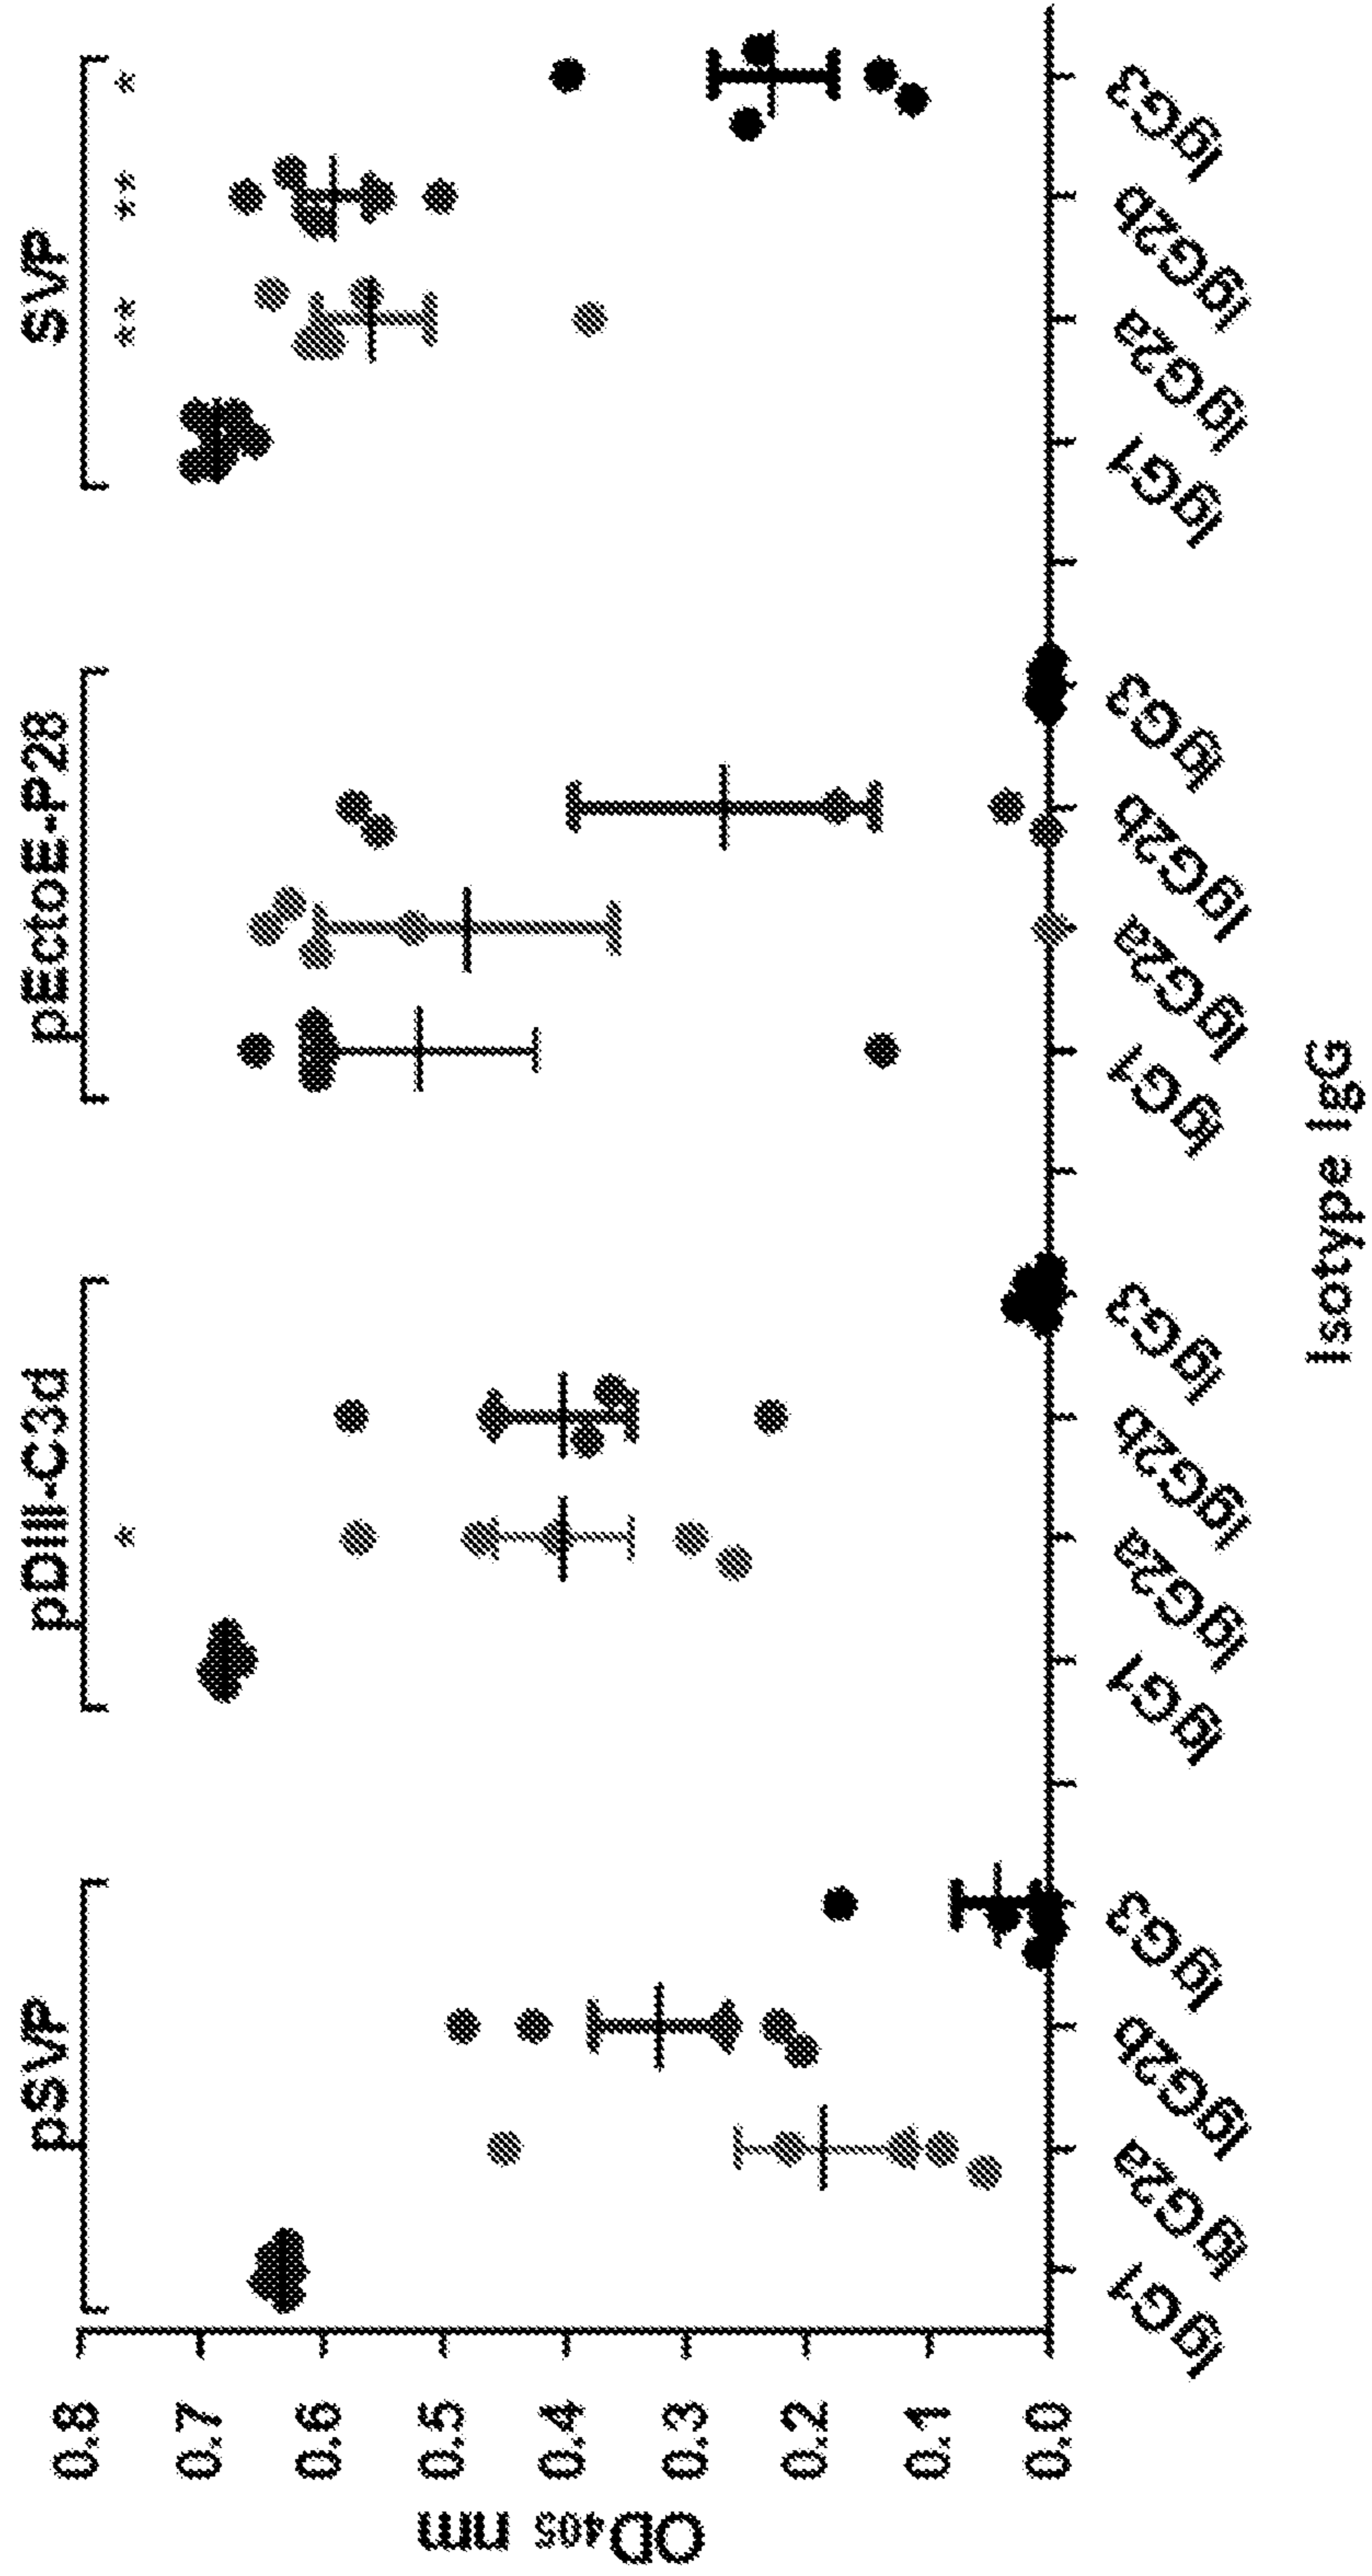 pSVP pDIII-C3d pEctoE-P28 SVP
* ** ** *
OD405 nm
0.8
0.7
0.6
0.5
0.4
0.3
0.2
0.1
0.0
IgG1 IgG2a IgG2b IgG3 IgG1 IgG2a IgG2b IgG3 IgG1 IgG2a IgG2b IgG3 IgG1 IgG2a IgG2b IgG3
Isotype IgG